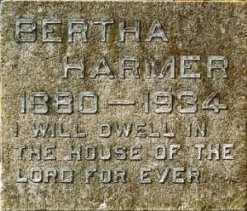 BERTHA
HARMER
1880 — 1934
I WILL DWELL IN
THE HOUSE OF THE
LORD FOR EVER